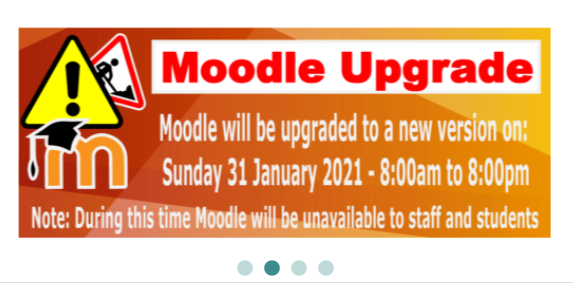 Moodle Upgrade
Moodle will be upgraded to a new version on:
Sunday 31 January 2021 - 8:00am to 8:00pm
m
Note: During this time Moodle will be unavailable to staff and students